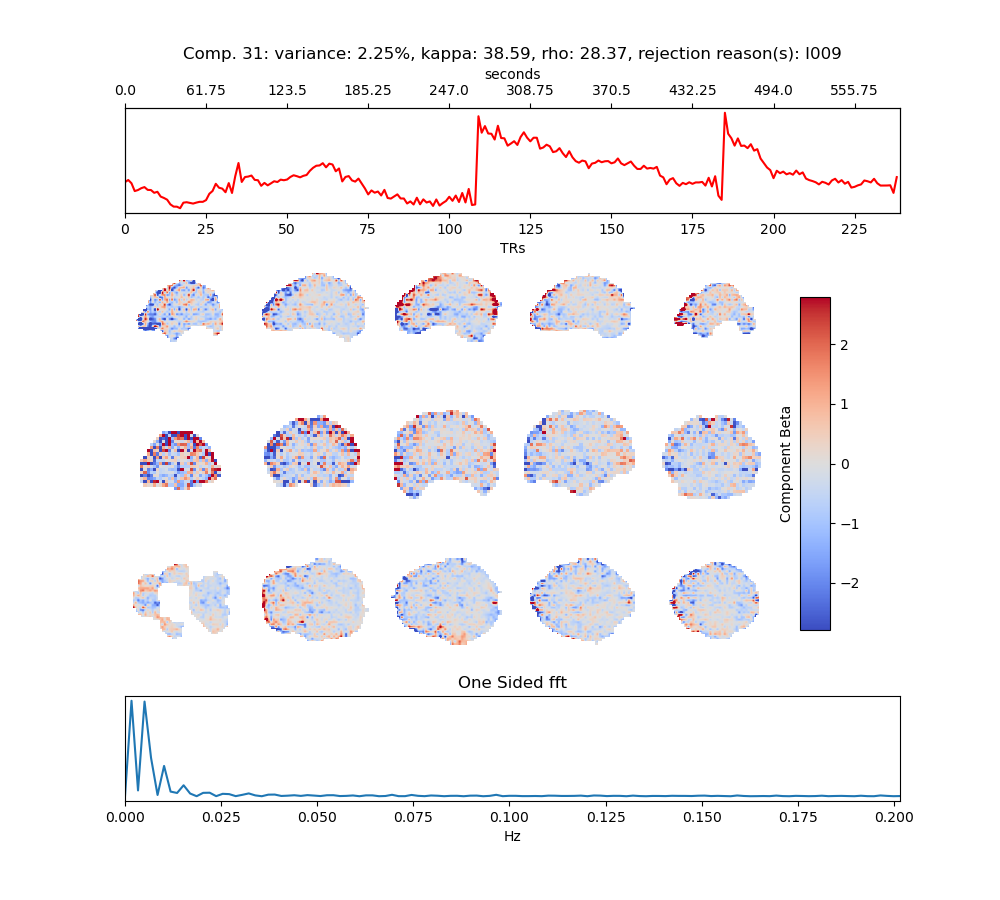 Comp. 31: variance: 2.25%, kappa: 38.59, rho: 28.37, rejection reason(s): I009
seconds
0.0 61.75 123.5 185.25 247.0 308.75 370.5 432.25 494.0 555.75
0 25 50 75 100 125 150 175 200 225
TRs
2
1
0
−1
−2
Component Beta
One Sided fft
0.000 0.025 0.050 0.075 0.100 0.125 0.150 0.175 0.200
Hz